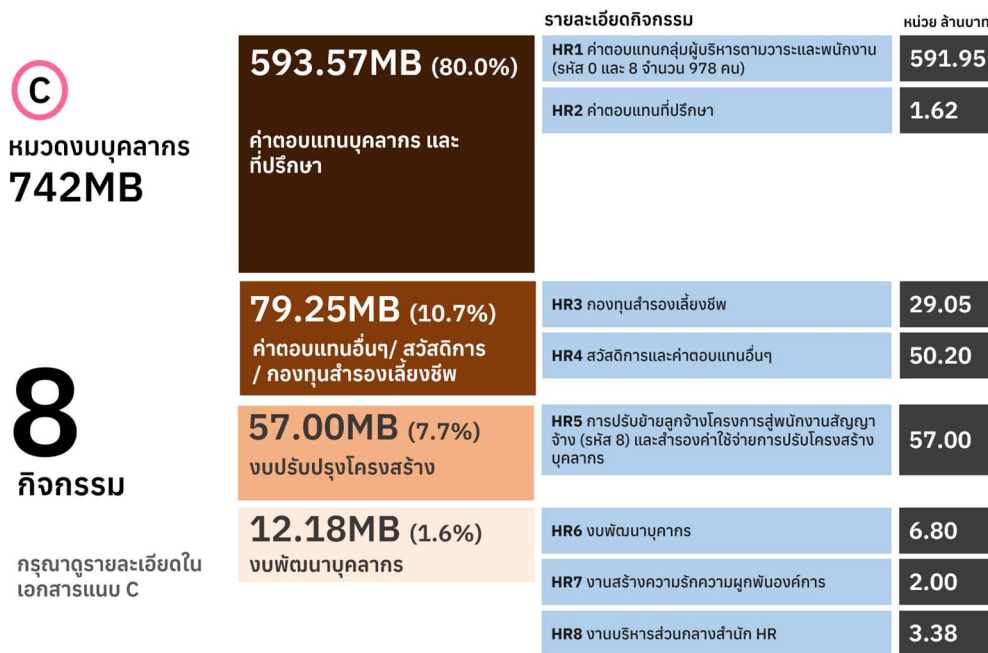 C
หมวดงบบุคลากร
742MB
8
กิจกรรม
กรุณาดูรายละเอียดใน
เอกสารแนบ C
รายละเอียดกิจกรรม
หน่วย ล้านบาท
593.57MB (80.0%)
ค่าตอบแทนบุคลากร และ
ที่ปรึกษา
HR1 ค่าตอบแทนกลุ่มผู้บริหารตามวาระและพนักงาน
(รหัส 0 และ 8 จำนวน 978 คน)
591.95
HR2 ค่าตอบแทนที่ปรึกษา
1.62
79.25MB (10.7%)
ค่าตอบแทนอื่นๆ/ สวัสดิการ
/ กองทุนสำรองเลี้ยงชีพ
HR3 กองทุนสำรองเลี้ยงชีพ
29.05
HR4 สวัสดิการและค่าตอบแทนอื่นๆ
50.20
57.00MB (7.7%)
งบปรับปรุงโครงสร้าง
HR5 การปรับย้ายลูกจ้างโครงการสู่พนักงานสัญญา
จ้าง (รหัส 8) และสำรองค่าใช้จ่ายการปรับโครงสร้าง
บุคลากร
57.00
12.18MB (1.6%)
งบพัฒนาบุคลากร
HR6 งบพัฒนาบุคากร
6.80
HR7 งานสร้างความรักความผูกพันองค์การ
2.00
HR8 งานบริหารส่วนกลางสำนัก HR
3.38